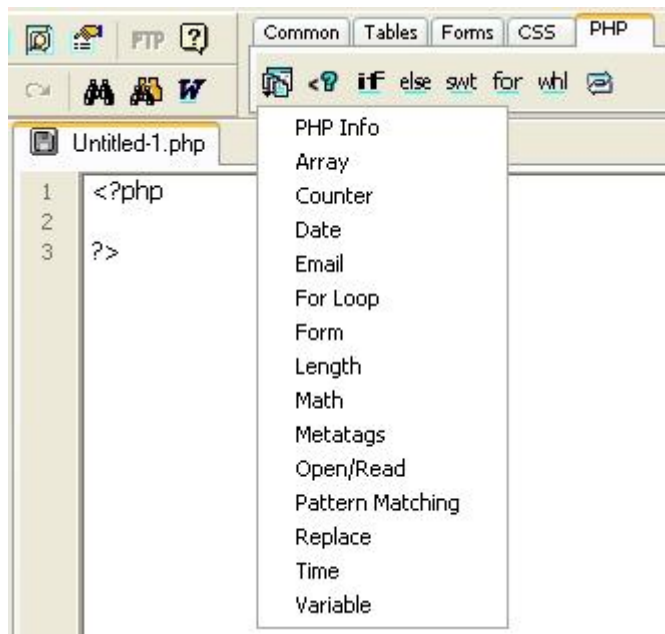 FTP
Common Tables Forms CSS PHP
<? if else swt for whl
W
Untitled-1.php
1 <?php
2
3 ?>
PHP Info
Array
Counter
Date
Email
For Loop
Form
Length
Math
Metatags
Open/Read
Pattern Matching
Replace
Time
Variable